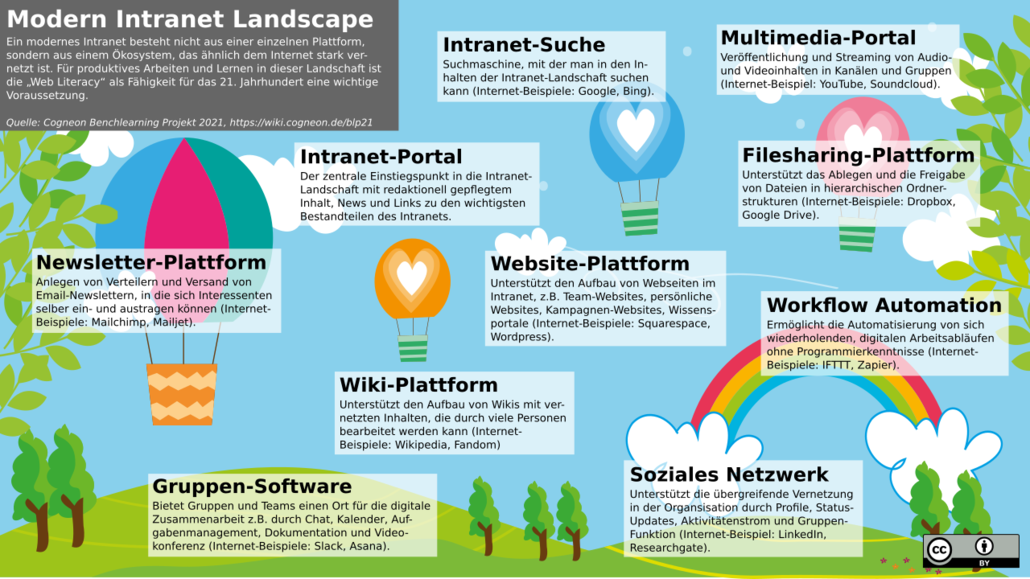 Modern Intranet Landscape
Ein modernes Intranet besteht nicht aus einer einzelnen Plattform,
sondern aus einem Ökosystem, das ähnlich dem Internet stark ver-
netzt ist. Für produktives Arbeiten und Lernen in dieser Landschaft ist
die „Web Literacy" als Fähigkeit für das 21. Jahrhundert eine wichtige
Voraussetzung.
Quelle: Cogneon Benchlearning Projekt 2021, https://wiki.cogneon.de/blp21
Intranet-Suche
Suchmaschine, mit der man in den In-
halten der Intranet-Landschaft suchen
kann (Internet-Beispiele: Google, Bing).
Multimedia-Portal
Veröffentlichung und Streaming von Audio-
und Videoinhalten in Kanälen und Gruppen
(Internet-Beispiel: YouTube, Soundcloud).
Intranet-Portal
Der zentrale Einstiegspunkt in die Intranet-
Landschaft mit redaktionell gepflegtem
Inhalt, News und Links zu den wichtigsten
Bestandteilen des Intranets.
Filesharing-Plattform
Unterstützt das Ablegen und die Freigabe
von Dateien in hierarchischen Ordner-
strukturen (Internet-Beispiele: Dropbox,
Google Drive).
Newsletter-Plattform
Anlegen von Verteilern und Versand von
Email-Newslettern, in die sich Interessenten
selber ein- und austragen können (Internet-
Beispiele: Mailchimp, Mailjet).
Website-Plattform
Unterstützt den Aufbau von Webseiten im
Intranet, z.B. Team-Websites, persönliche
Websites, Kampagnen-Websites, Wissens-
portale (Internet-Beispiele: Squarespace,
Wordpress).
Workflow Automation
Ermöglicht die Automatisierung von sich
wiederholenden, digitalen Arbeitsabläufen
ohne Programmierkenntnisse (Internet-
Beispiele: IFTTT, Zapier).
Wiki-Plattform
Unterstützt den Aufbau von Wikis mit ver-
netzten Inhalten, die durch viele Personen
bearbeitet werden kann (Internet-
Beispiele: Wikipedia, Fandom)
Gruppen-Software
Bietet Gruppen und Teams einen Ort für die digitale
Zusammenarbeit z.B. durch Chat, Kalender, Auf-
gabenmanagement, Dokumentation und Video-
konferenz (Internet-Beispiele: Slack, Asana).
Soziales Netzwerk
Unterstützt die übergreifende Vernetzung
in der Organsisation durch Profile, Status-
Updates, Aktivitätenstrom und Gruppen-
Funktion (Internet-Beispiel: LinkedIn,
Researchgate).
CC
BY